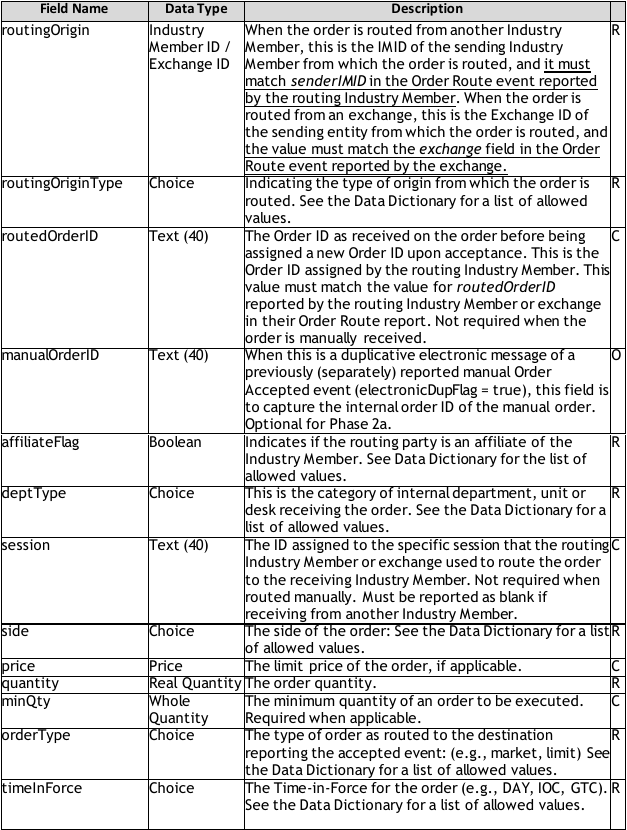 Field Name Data Type Description
routingOrigin Industry When the order is routed from another Industry R
Member ID / Member, this is the IMID of the sending Industry
Exchange ID Member from which the order is routed, and it must
match senderIMID in the Order Route event reported
by the routing Industry Member. When the order is
routed from an exchange, this is the Exchange ID of
the sending entity from which the order is routed, and
the value must match the exchange field in the Order
Route event reported by the exchange.
routingOriginType Choice Indicating the type of origin from which the order is R
routed. See the Data Dictionary for a list of allowed
values.
routedOrderID Text (40) The Order ID as received on the order before being C
assigned a new Order ID upon acceptance. This is the
Order ID assigned by the routing Industry Member. This
value must match the value for routedOrderID
reported by the routing Industry Member or exchange
in their Order Route report. Not required when the
order is manually received.
manualOrderID Text (40) When this is a duplicative electronic message of a O
previously (separately) reported manual Order
Accepted event (electronicDupFlag = true), this field is
to capture the internal order ID of the manual order.
Optional for Phase 2a.
affiliateFlag Boolean Indicates if the routing party is an affiliate of the R
Industry Member. See Data Dictionary for the list of
allowed values.
deptType Choice This is the category of internal department, unit or R
desk receiving the order. See the Data Dictionary for a
list of allowed values.
session Text (40) The ID assigned to the specific session that the routing C
Industry Member or exchange used to route the order
to the receiving Industry Member. Not required when
routed manually. Must be reported as blank if
receiving from another Industry Member.
side Choice The side of the order: See the Data Dictionary for a list R
of allowed values.
price Price The limit price of the order, if applicable. C
quantity Real Quantity The order quantity. R
minQty Whole The minimum quantity of an order to be executed. C
Quantity Required when applicable.
orderType Choice The type of order as routed to the destination R
reporting the accepted event: (e.g., market, limit) See
the Data Dictionary for a list of allowed values.
timeInForce Choice The Time-in-Force for the order (e.g., DAY, IOC, GTC). R
See the Data Dictionary for a list of allowed values.